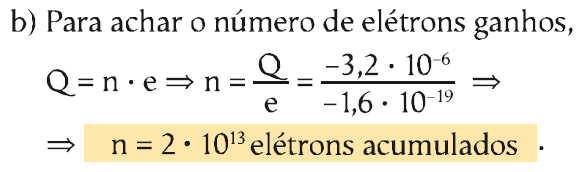 b) Para achar o número de elétrons ganhos,
Q = n · e ⇒ n = Q/e = –3,2 · 10⁻⁶/–1,6 · 10⁻¹⁹ ⇒
⇒ n = 2 · 10¹³ elétrons acumulados .